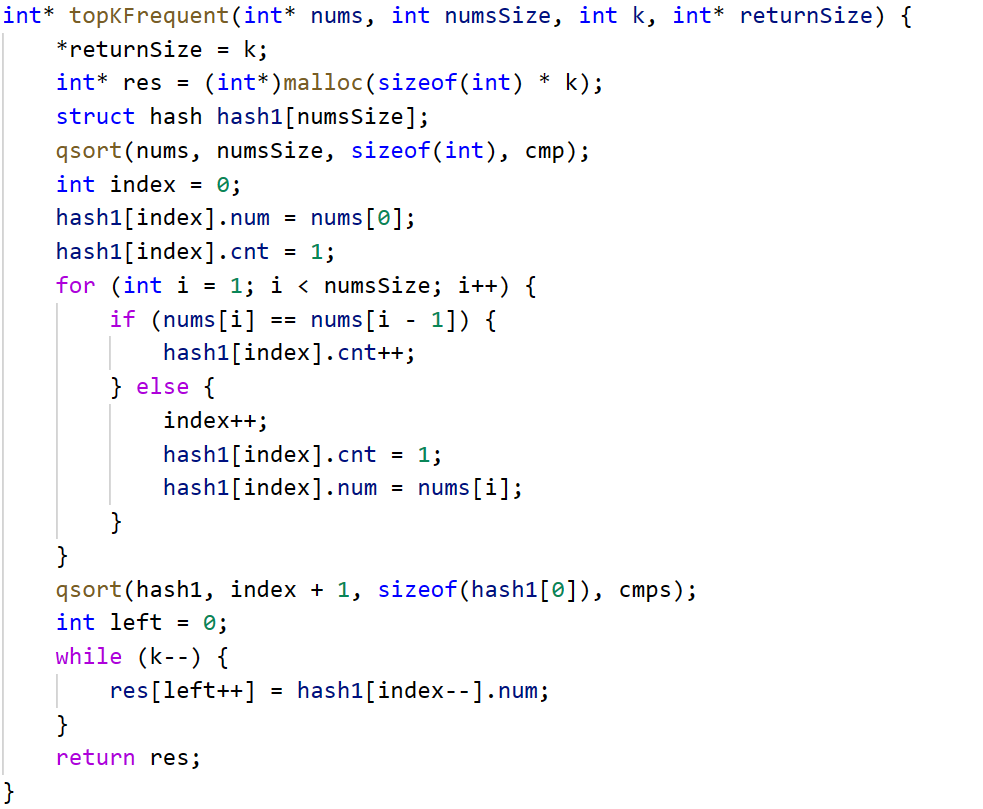 int* topKFrequent(int* nums, int numsSize, int k, int* returnSize) {
    *returnSize = k;
    int* res = (int*)malloc(sizeof(int) * k);
    struct hash hash1[numsSize];
    qsort(nums, numsSize, sizeof(int), cmp);
    int index = 0;
    hash1[index].num = nums[0];
    hash1[index].cnt = 1;
    for (int i = 1; i < numsSize; i++) {
        if (nums[i] == nums[i - 1]) {
            hash1[index].cnt++;
        } else {
            index++;
            hash1[index].cnt = 1;
            hash1[index].num = nums[i];
        }
    }
    qsort(hash1, index + 1, sizeof(hash1[0]), cmps);
    int left = 0;
    while (k--) {
        res[left++] = hash1[index--].num;
    }
    return res;
}